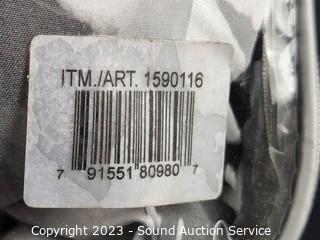 ITM./ART. 1590116
7 91551 80980 7
Copyright © 2023 - Sound Auction Service